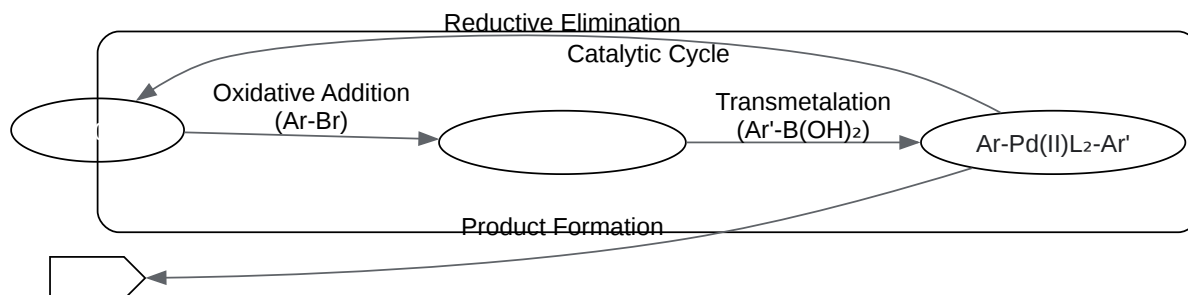 Reductive Elimination
Catalytic Cycle
Oxidative Addition
(Ar-Br)
Transmetalation
(Ar'-B(OH)₂)
Ar-Pd(II)L₂-Ar'
Product Formation